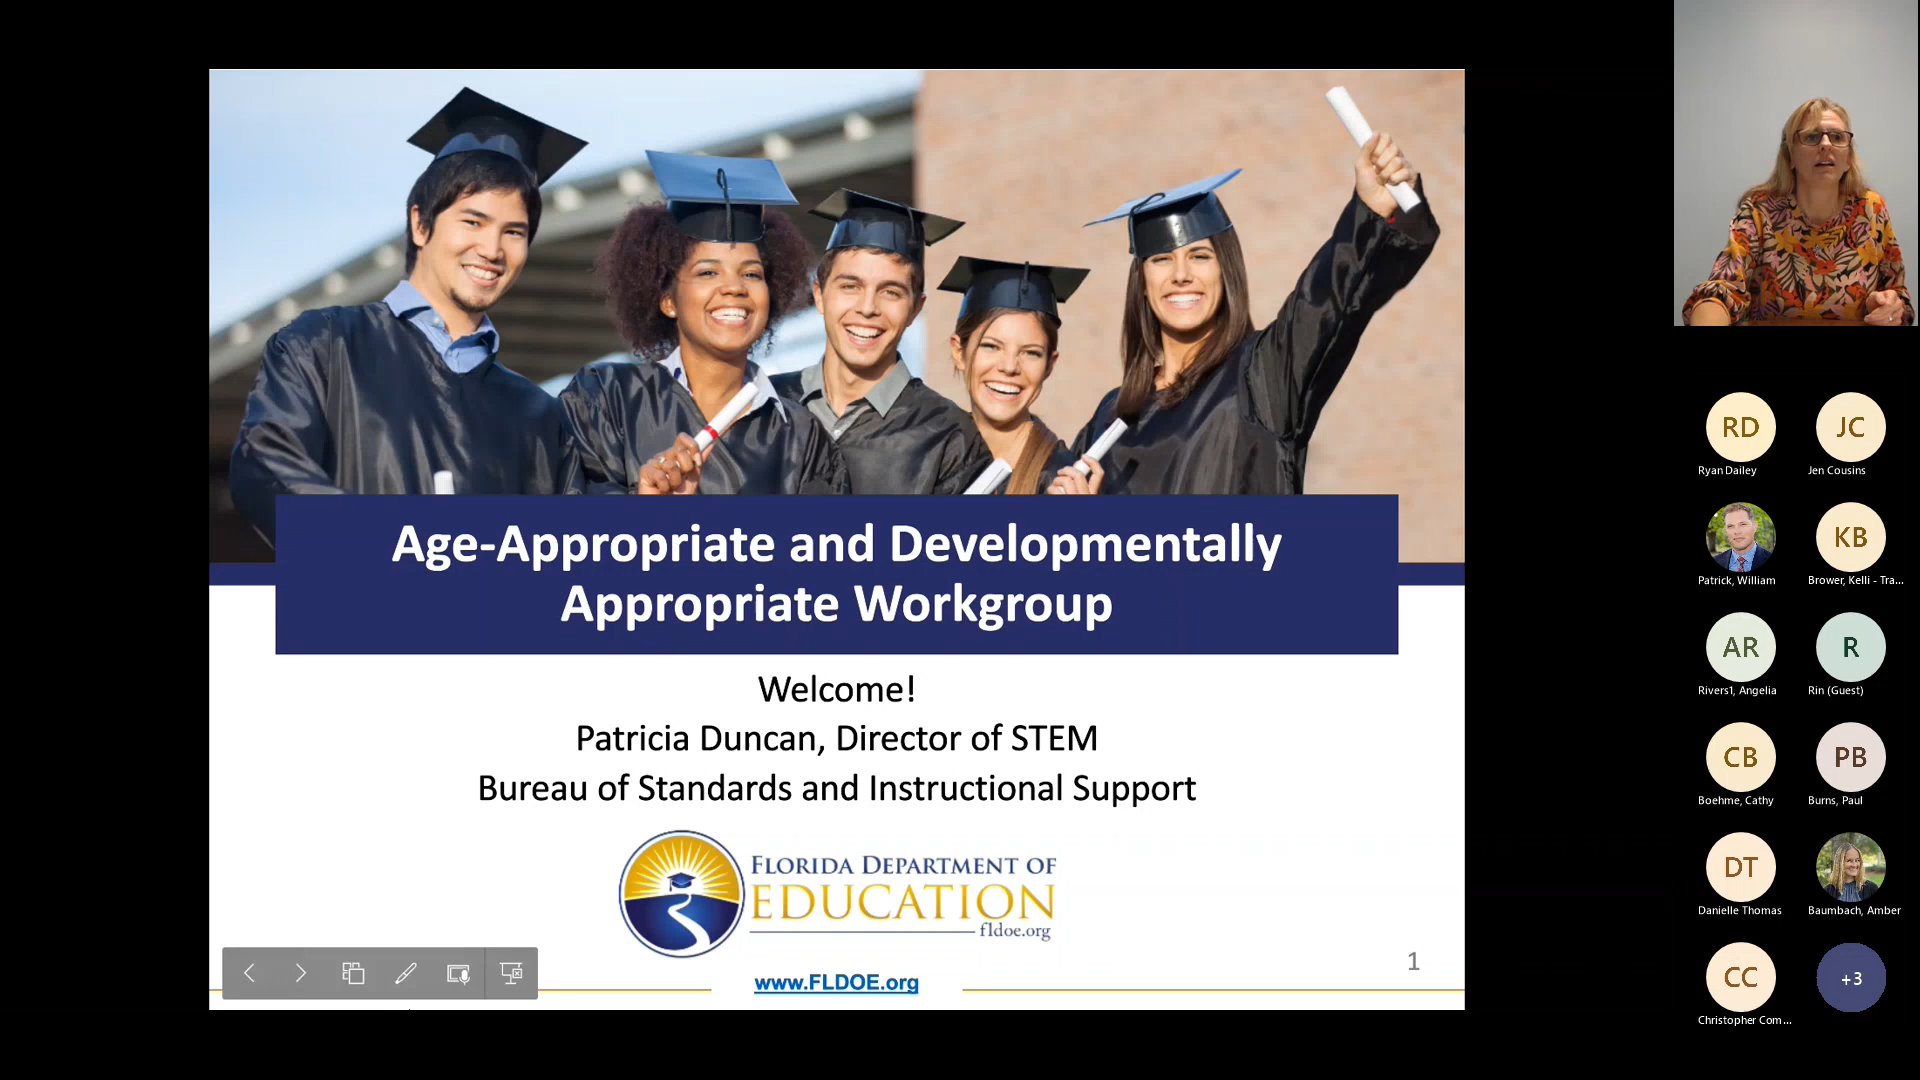 Age-Appropriate and Developmentally
Appropriate Workgroup
Welcome!
Patricia Duncan, Director of STEM
Bureau of Standards and Instructional Support
FLORIDA DEPARTMENT OF
EDUCATION
fldoe.org
www.FLDOE.org
1
RD
Ryan Dailey
JC
Jen Cousins
Patrick, William
KB
Brower, Kelli - Tra...
AR
Rivers1, Angelia
R
Rin (Guest)
CB
Boehme, Cathy
PB
Burns, Paul
DT
Danielle Thomas
Baumbach, Amber
CC
Christopher Com...
+3